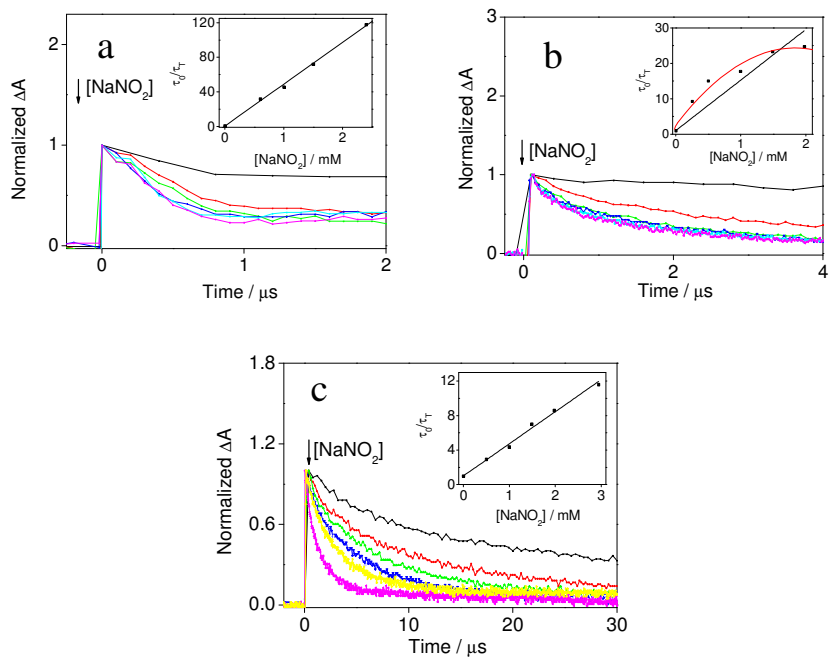 a
3
2
1
0
Normalized ΔA
[NaNO2]
0
1
2
Time / μs
120
80
40
0
τ0/τT
0
1
2
[NaNO2] / mM
b
3
2
1
0
Normalized ΔA
[NaNO2]
0
2
4
Time / μs
30
20
10
0
τ0/τT
0
1
2
[NaNO2] / mM
c
1.8
1.2
0.6
0.0
Normalized ΔA
[NaNO2]
0
10
20
30
Time / μs
12
8
4
0
τ0/τT
0
1
2
3
[NaNO2] / mM